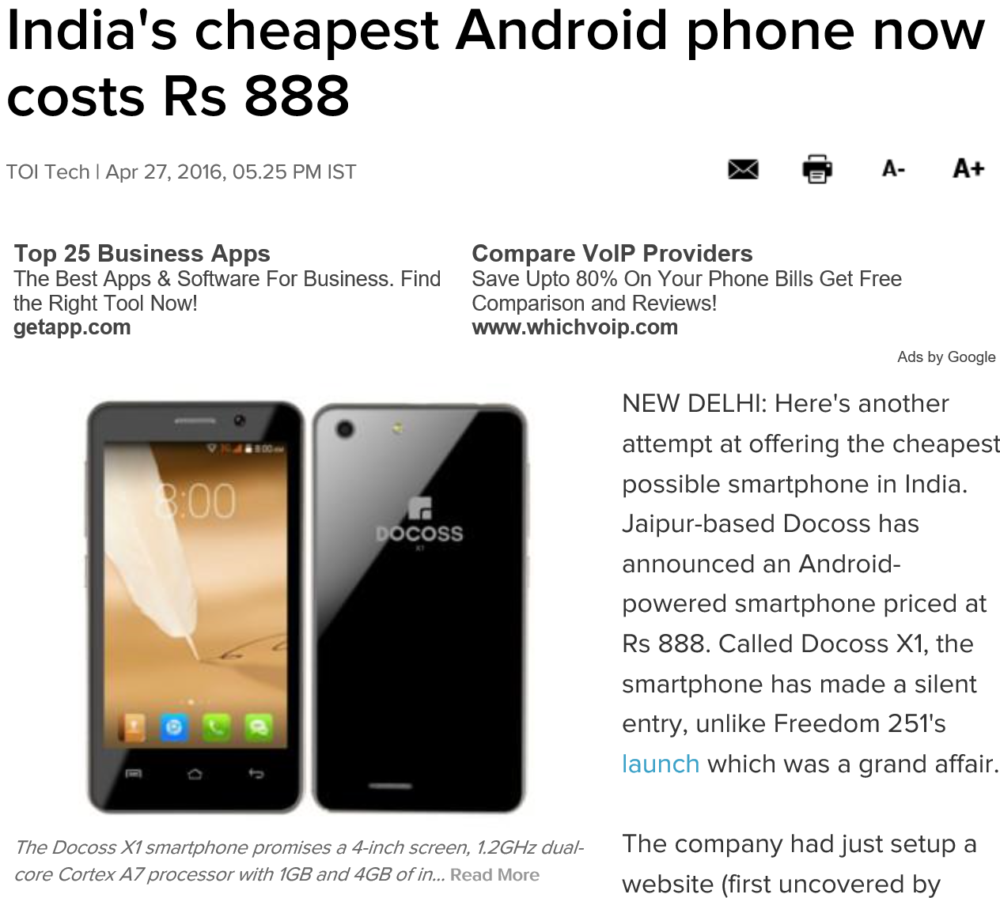 India's cheapest Android phone now
costs Rs 888
TOI Tech | Apr 27, 2016, 05.25 PM IST
A-
A+
Top 25 Business Apps
The Best Apps & Software For Business. Find
the Right Tool Now!
getapp.com
Compare VoIP Providers
Save Upto 80% On Your Phone Bills Get Free
Comparison and Reviews!
www.whichvoip.com
Ads by Google
8:00 AM
8:00
DOCOSS
X1
The Docoss X1 smartphone promises a 4-inch screen, 1.2GHz dual-
core Cortex A7 processor with 1GB and 4GB of in... Read More
NEW DELHI: Here's another
attempt at offering the cheapest
possible smartphone in India.
Jaipur-based Docoss has
announced an Android-
powered smartphone priced at
Rs 888. Called Docoss X1, the
smartphone has made a silent
entry, unlike Freedom 251's
launch which was a grand affair.
The company had just setup a
website (first uncovered by